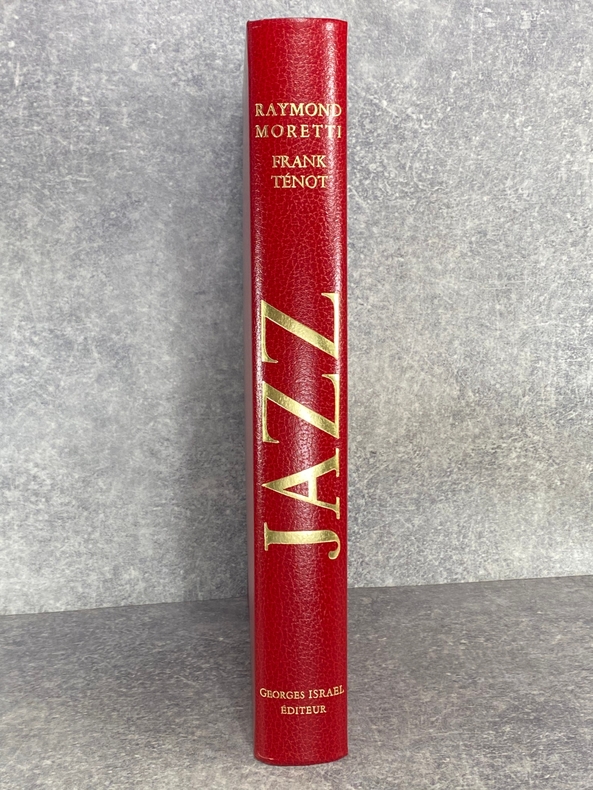 RAYMOND
MORETTI
FRANK
TÉNOT
JAZZ
GEORGES ISRAEL
ÉDITEUR